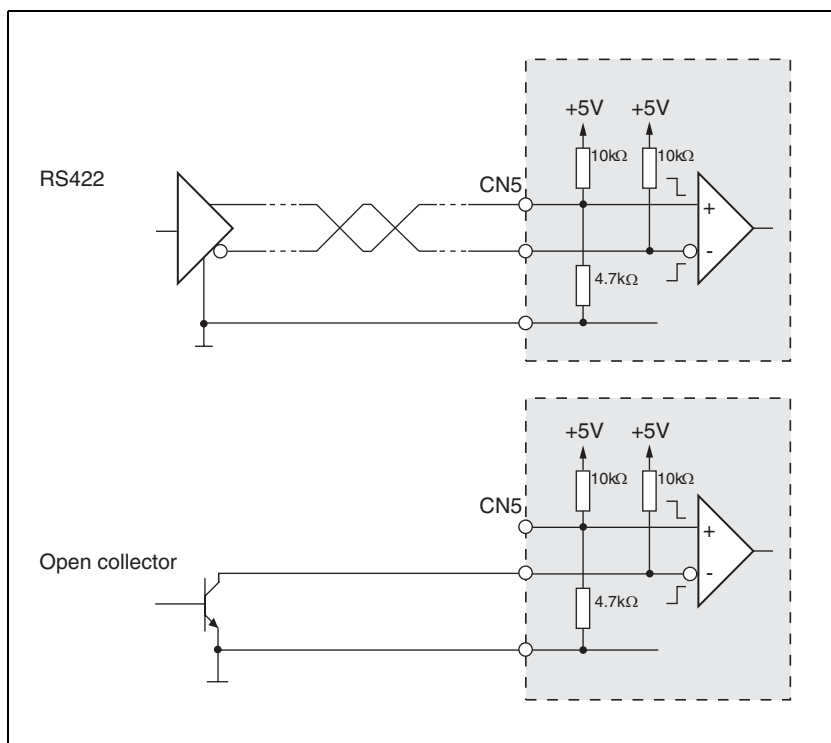 RS422
CN5
+5V +5V
10kΩ 10kΩ
+
-
4.7kΩ
Open collector
CN5
+5V +5V
10kΩ 10kΩ
+
-
4.7kΩ